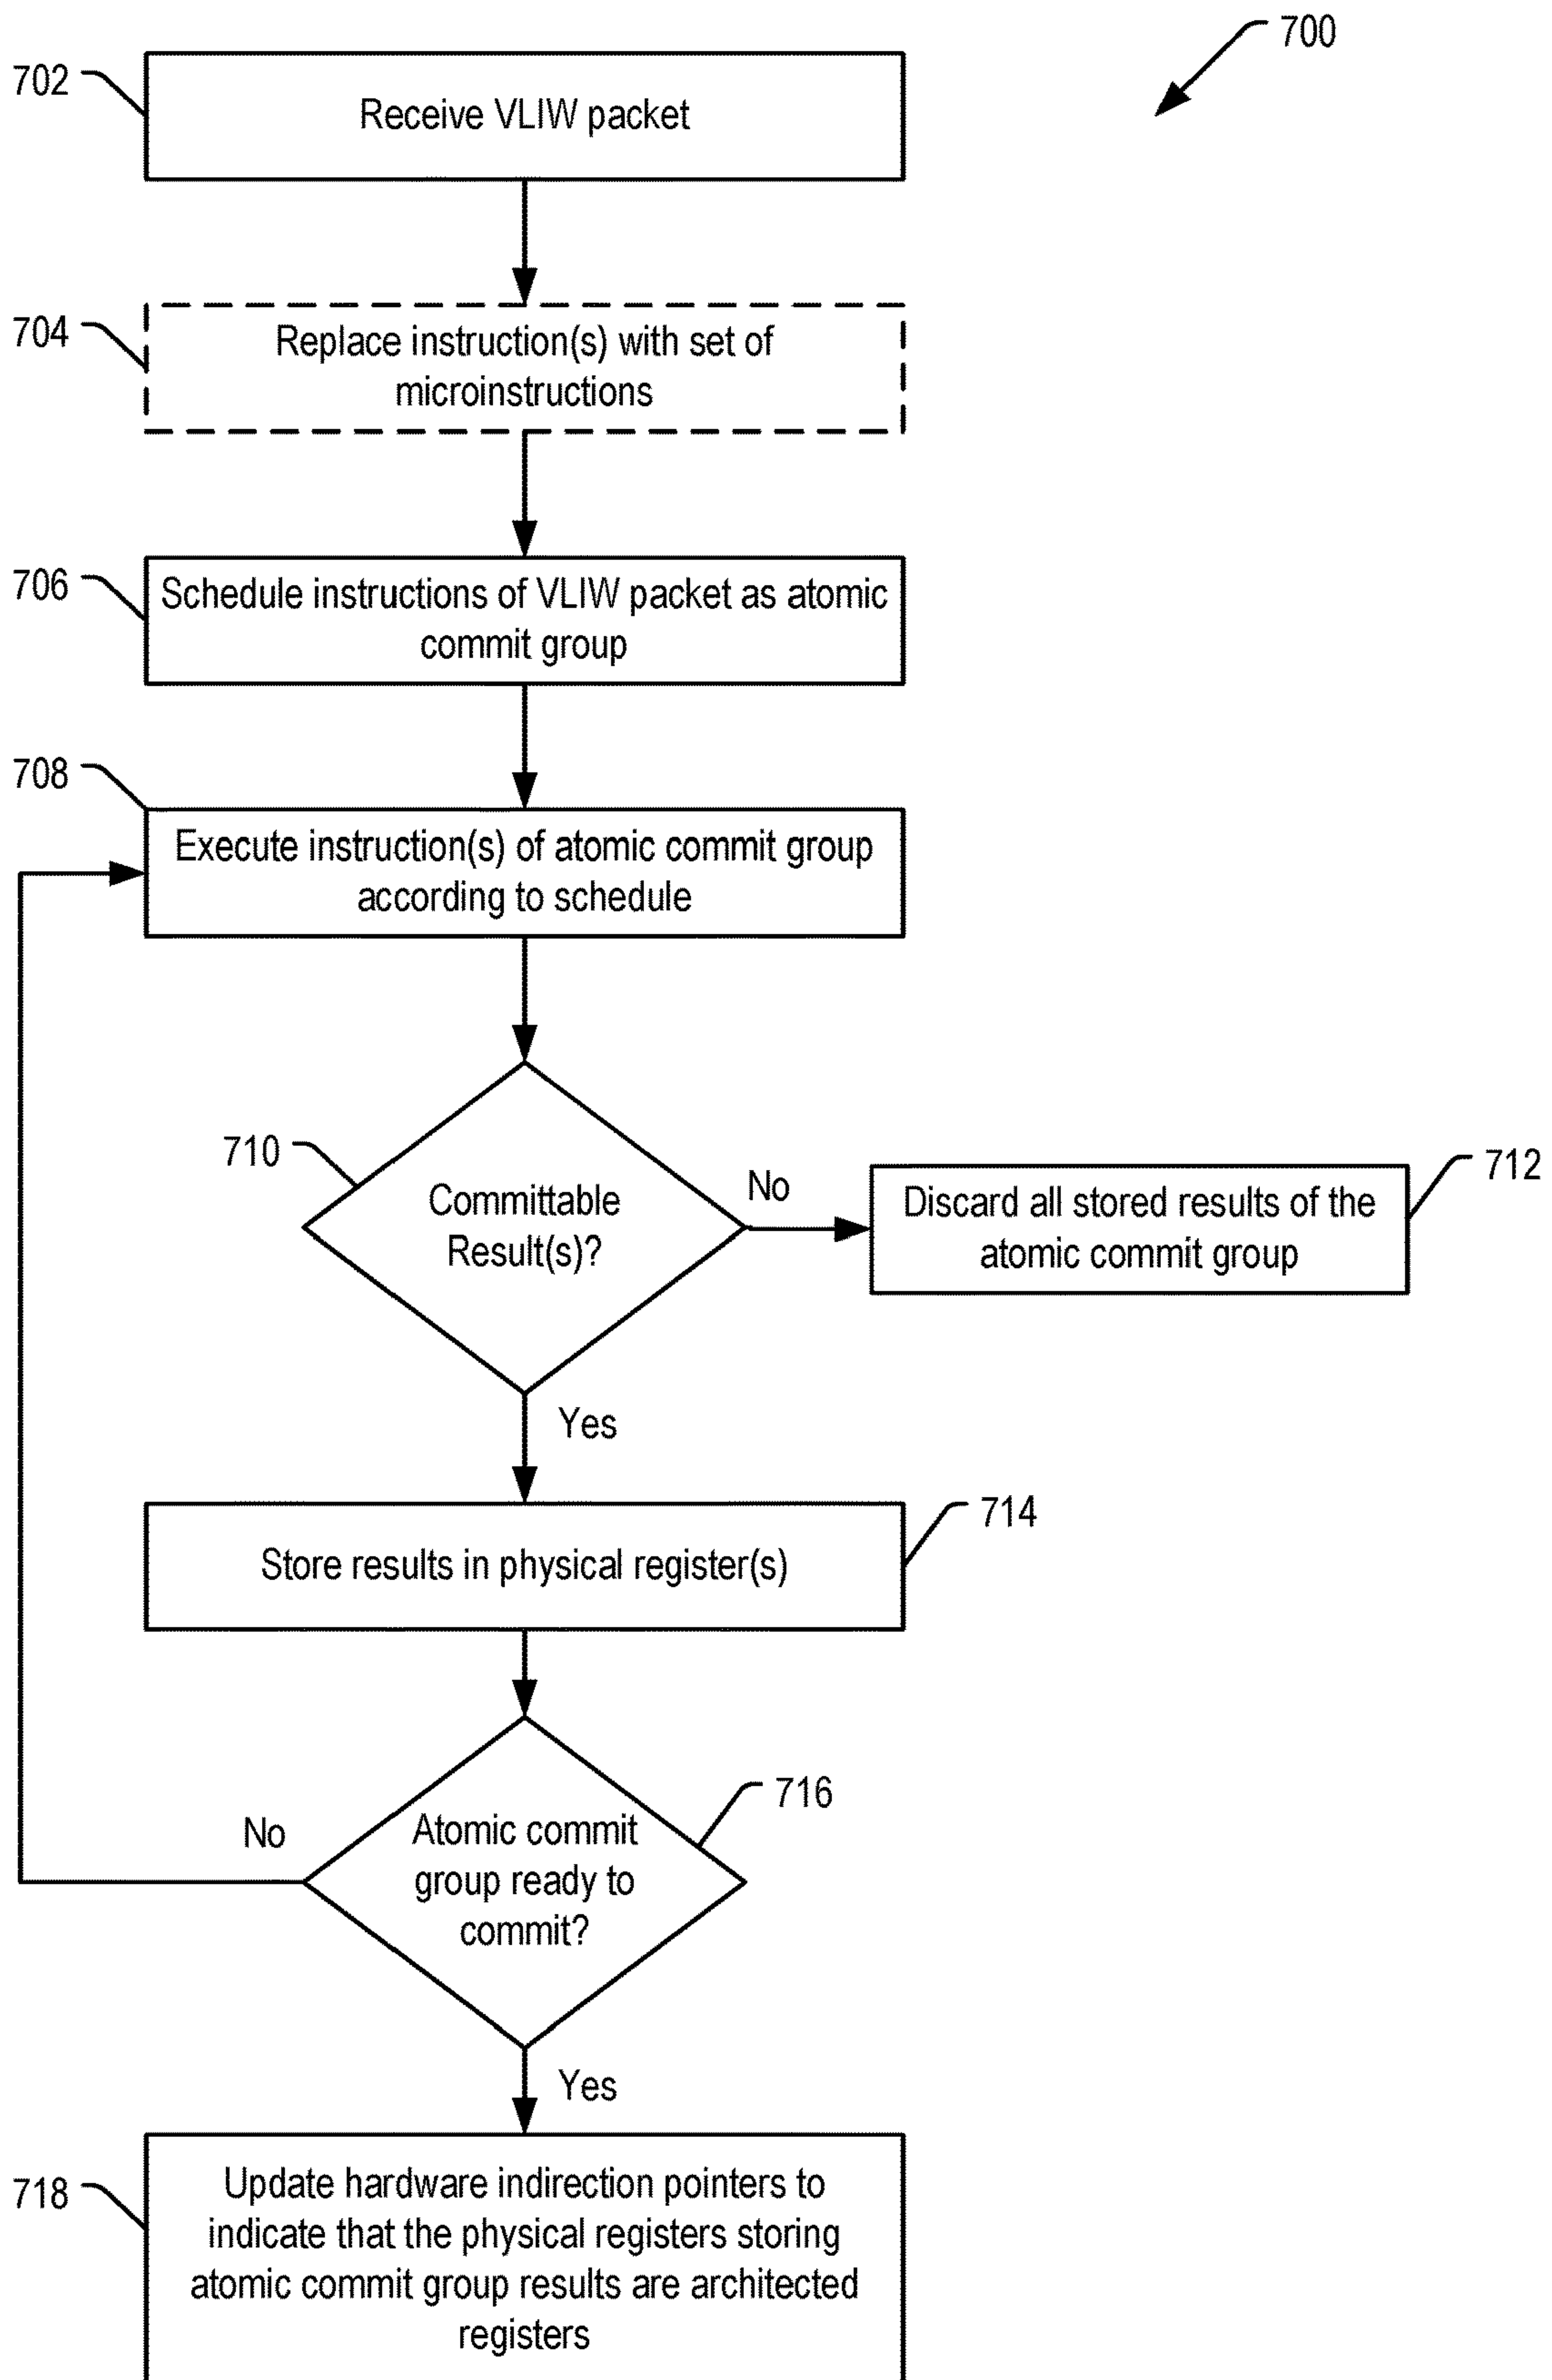 700
702
Receive VLIW packet
704
Replace instruction(s) with set of
microinstructions
706
Schedule instructions of VLIW packet as atomic
commit group
708
Execute instruction(s) of atomic commit group
according to schedule
710
Committable
Result(s)?
No
712
Discard all stored results of the
atomic commit group
Yes
714
Store results in physical register(s)
716
Atomic commit
group ready to
commit?
No
Yes
718
Update hardware indirection pointers to
indicate that the physical registers storing
atomic commit group results are architected
registers